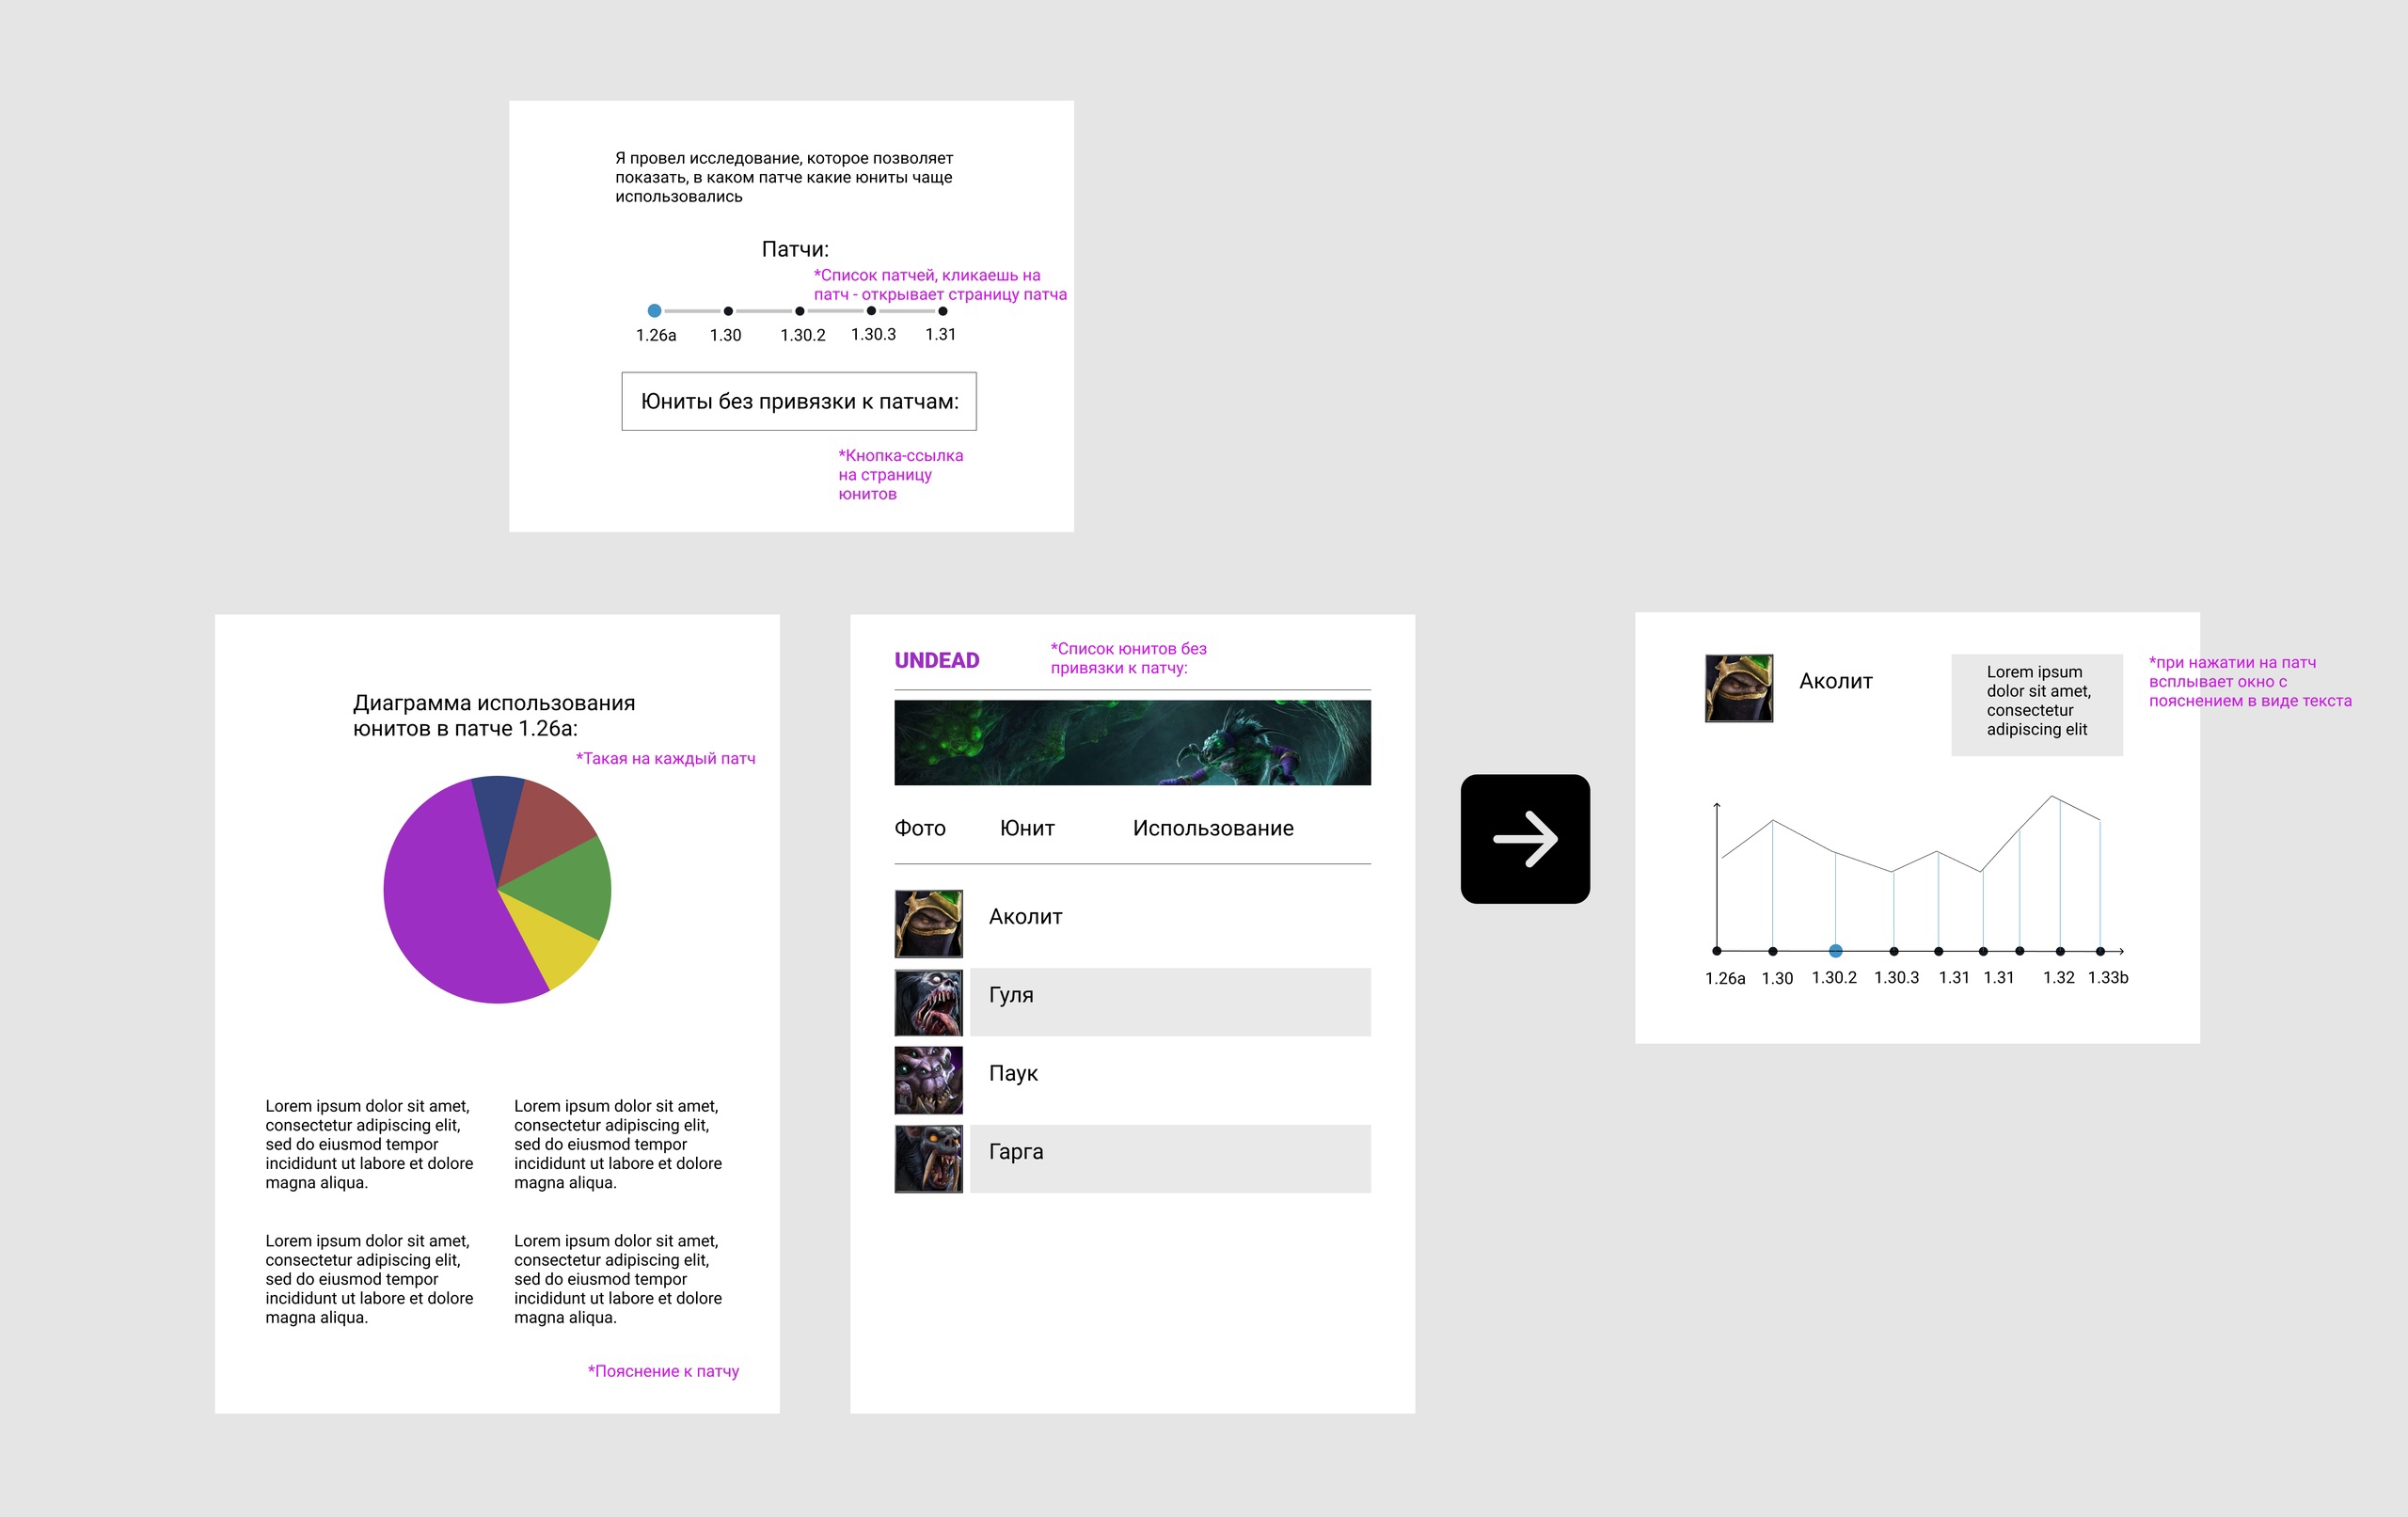 Я провел исследование, которое позволяет
показать, в каком патче какие юниты чаще
использовались
Патчи:
*Список патчей, кликаешь на
патч - открывает страницу патча
1.26a
1.30
1.30.2
1.30.3
1.31
Юниты без привязки к патчам:
*Кнопка-ссылка
на страницу
юнитов
Диаграмма использования
юнитов в патче 1.26a:
*Такая на каждый патч
Lorem ipsum dolor sit amet,
consectetur adipiscing elit,
sed do eiusmod tempor
incididunt ut labore et dolore
magna aliqua.
Lorem ipsum dolor sit amet,
consectetur adipiscing elit,
sed do eiusmod tempor
incididunt ut labore et dolore
magna aliqua.
Lorem ipsum dolor sit amet,
consectetur adipiscing elit,
sed do eiusmod tempor
incididunt ut labore et dolore
magna aliqua.
Lorem ipsum dolor sit amet,
consectetur adipiscing elit,
sed do eiusmod tempor
incididunt ut labore et dolore
magna aliqua.
*Пояснение к патчу
UNDEAD
*Список юнитов без
привязки к патчу:
Фото
Юнит
Использование
Аколит
Гуля
Паук
Гарга
Аколит
Lorem ipsum
dolor sit amet,
consectetur
adipiscing elit
*при нажатии на патч
всплывает окно с
пояснением в виде текста
1.26a
1.30
1.30.2
1.30.3
1.31
1.31
1.32
1.33b